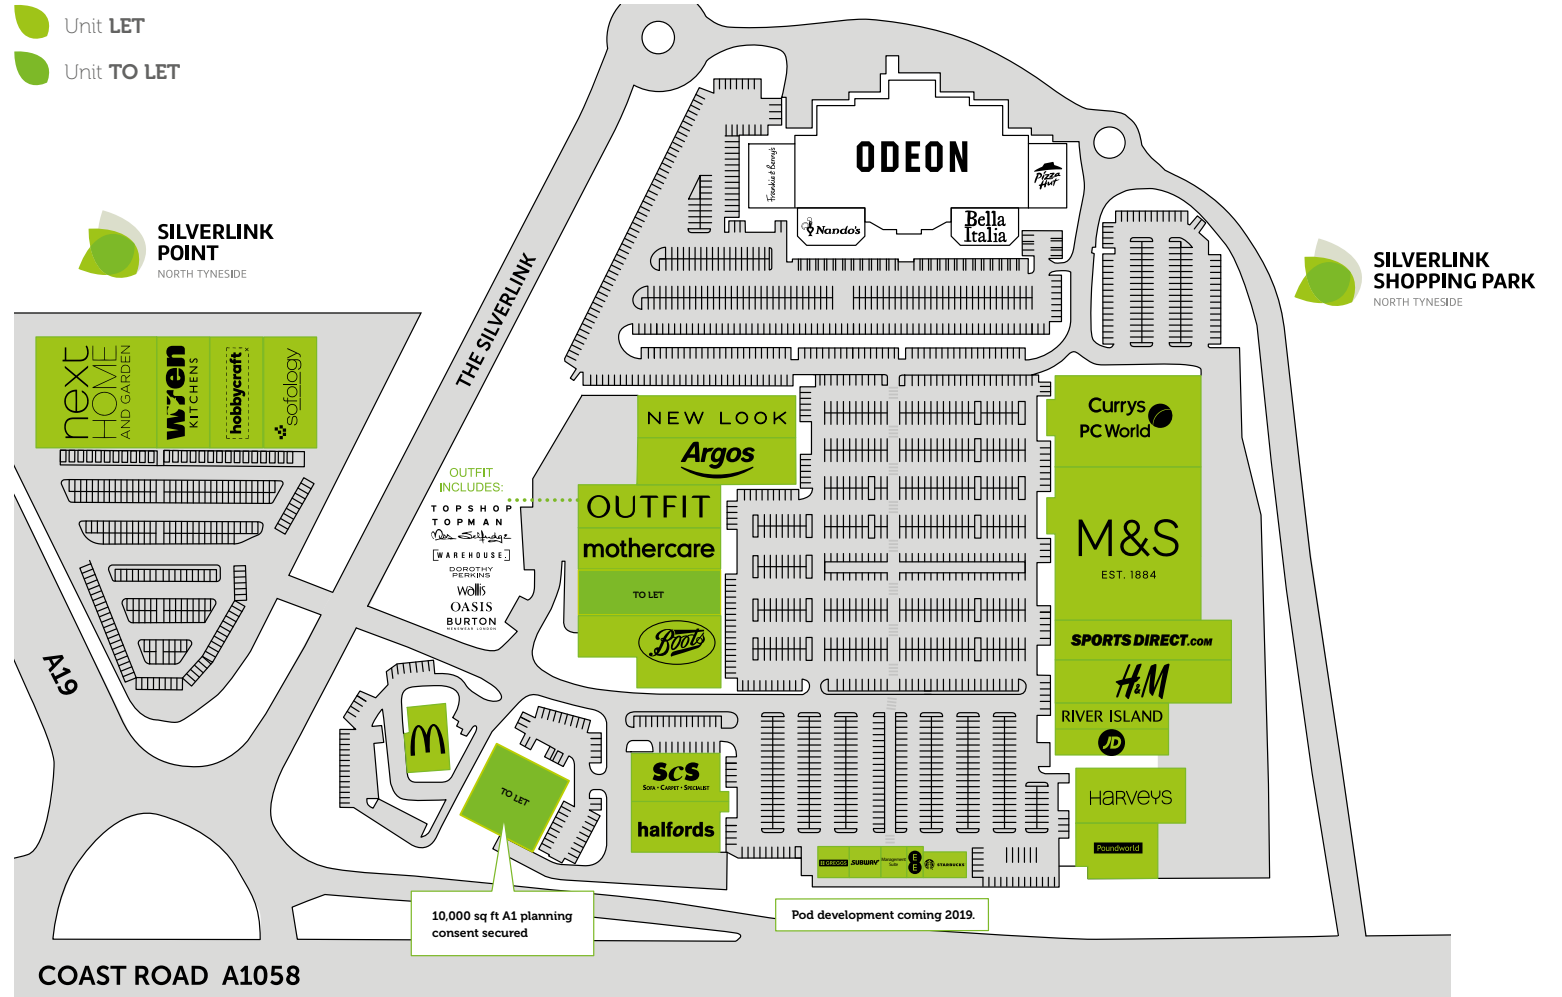 Unit LET
Unit TO LET
SILVERLINK
POINT
NORTH TYNESIDE
SILVERLINK
SHOPPING PARK
NORTH TYNESIDE
THE SILVERLINK
ODEON
Frankie & Benny's
Pizza
Hut
Nando's
Bella
Italia
next
HOME
AND GARDEN
wren
KITCHENS
hobbycraft
sofology
NEW LOOK
Argos
OUTFIT
INCLUDES:
TOPSHOP
TOPMAN
Miss Selfridge
[WAREHOUSE.]
DOROTHY
PERKINS
wallis
OASIS
BURTON
MENSWEAR LONDON
OUTFIT
mothercare
TO LET
Boots
Currys
PC World
M&S
EST. 1884
SPORTSDIRECT.COM
H&M
RIVER ISLAND
JD
HARVEYS
Poundworld
A19
M
TO LET
ScS
SOFA • CARPET • SPECIALIST
halfords
GREGGS
SUBWAY
Management
Suite
EE
STARBUCKS
10,000 sq ft A1 planning
consent secured
Pod development coming 2019.
COAST ROAD A1058